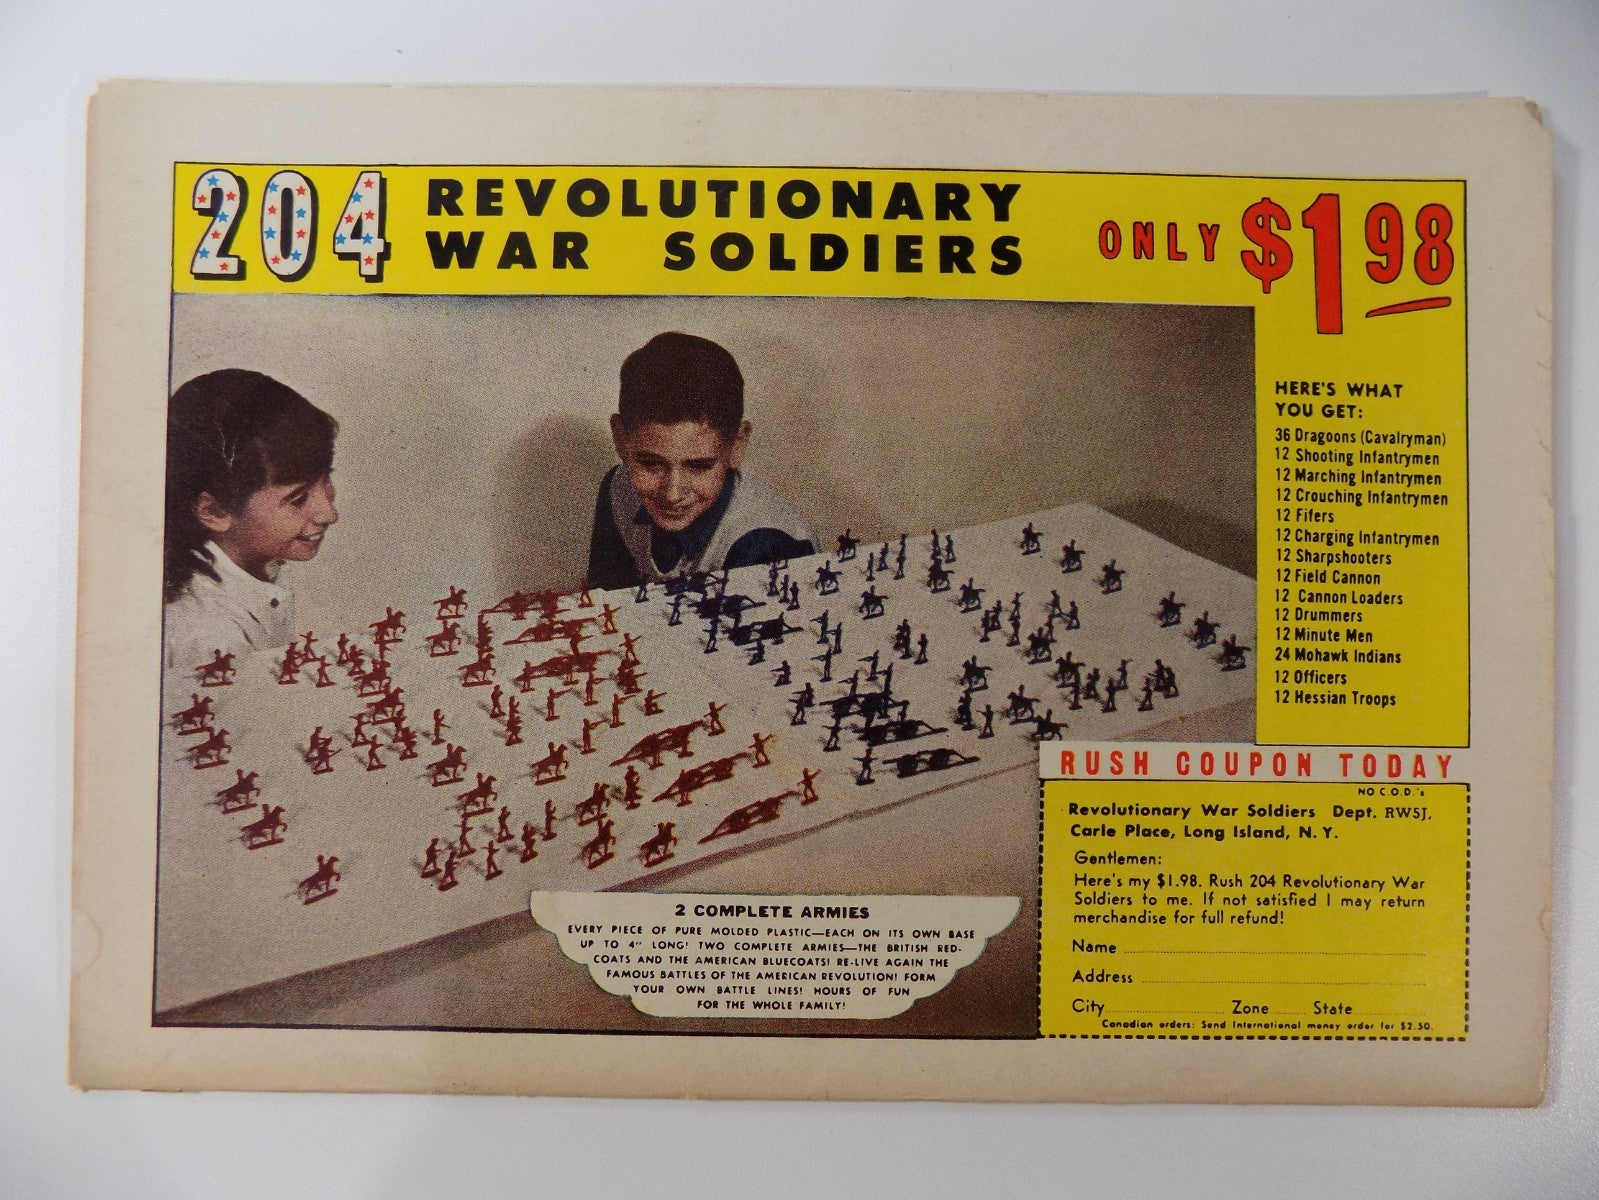 204 REVOLUTIONARY
WAR SOLDIERS
ONLY $1.98
HERE'S WHAT
YOU GET:
36 Dragoons (Cavalryman)
12 Shooting Infantrymen
12 Marching Infantrymen
12 Crouching Infantrymen
12 Fifers
12 Charging Infantrymen
12 Sharpshooters
12 Field Cannon
12 Cannon Loaders
12 Drummers
12 Minute Men
24 Mohawk Indians
12 Officers
12 Hessian Troops
2 COMPLETE ARMIES
EVERY PIECE OF PURE MOLDED PLASTIC—EACH ON ITS OWN BASE
UP TO 4" LONG! TWO COMPLETE ARMIES—THE BRITISH RED-
COATS AND THE AMERICAN BLUECOATS! RE-LIVE AGAIN THE
FAMOUS BATTLES OF THE AMERICAN REVOLUTION! FORM
YOUR OWN BATTLE LINES! HOURS OF FUN
FOR THE WHOLE FAMILY!
RUSH COUPON TODAY
NO C.O.D.'s
Revolutionary War Soldiers Dept. RW5J,
Carle Place, Long Island, N. Y.
Gentlemen:
Here's my $1.98. Rush 204 Revolutionary War
Soldiers to me. If not satisfied I may return
merchandise for full refund!
Name
Address
City Zone State
Canadian orders: Send International money order for $2.50.